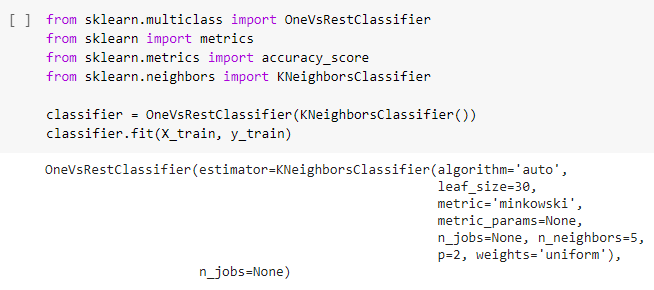 [ ] from sklearn.multiclass import OneVsRestClassifier
from sklearn import metrics
from sklearn.metrics import accuracy_score
from sklearn.neighbors import KNeighborsClassifier
classifier = OneVsRestClassifier(KNeighborsClassifier())
classifier.fit(X_train, y_train)
OneVsRestClassifier(estimator=KNeighborsClassifier(algorithm='auto',
leaf_size=30,
metric='minkowski',
metric_params=None,
n_jobs=None, n_neighbors=5,
p=2, weights='uniform'),
n_jobs=None)